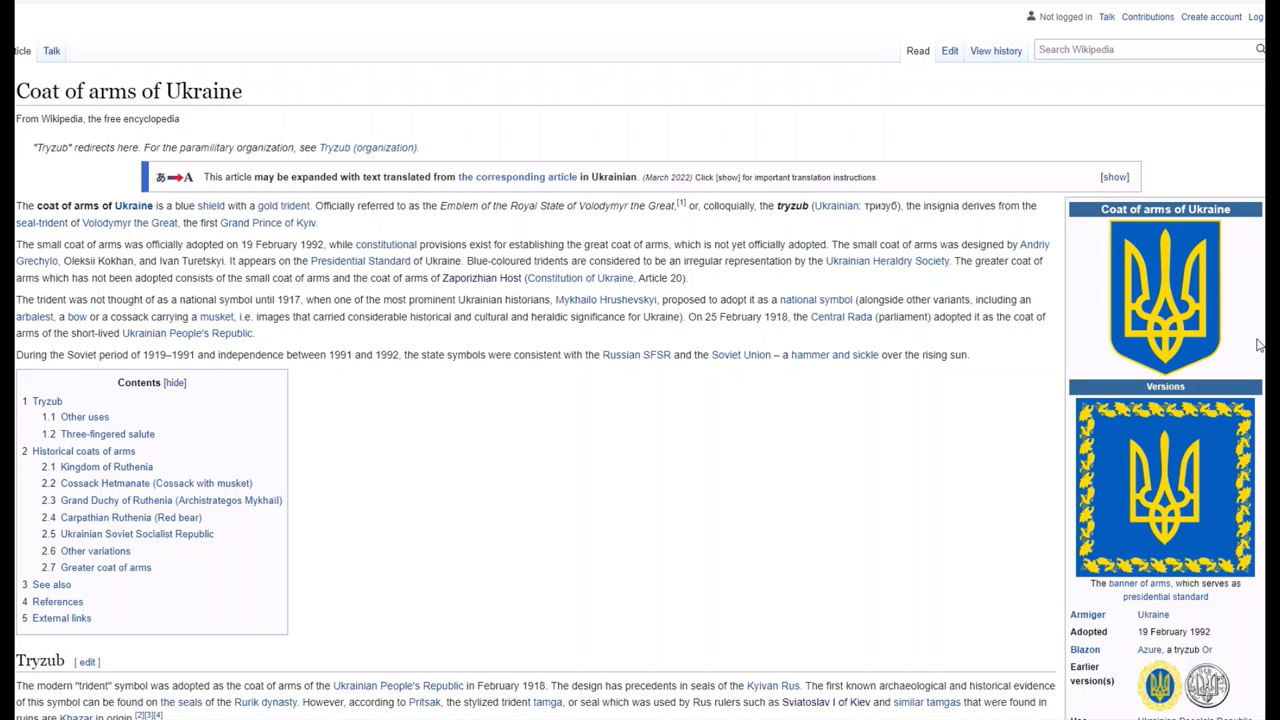 Not logged in Talk Contributions Create account Log
ticle Talk Read Edit View history Search Wikipedia
Coat of arms of Ukraine
From Wikipedia, the free encyclopedia
"Tryzub" redirects here. For the paramilitary organization, see Tryzub (organization).
あ A This article may be expanded with text translated from the corresponding article in Ukrainian. (March 2022) Click [show] for important translation instructions. [show]
The coat of arms of Ukraine is a blue shield with a gold trident. Officially referred to as the Emblem of the Royal State of Volodymyr the Great,[1] or, colloquially, the tryzub (Ukrainian: тризуб), the insignia derives from the
seal-trident of Volodymyr the Great, the first Grand Prince of Kyiv.
The small coat of arms was officially adopted on 19 February 1992, while constitutional provisions exist for establishing the great coat of arms, which is not yet officially adopted. The small coat of arms was designed by Andriy
Grechylo, Oleksii Kokhan, and Ivan Turetskyi. It appears on the Presidential Standard of Ukraine. Blue-coloured tridents are considered to be an irregular representation by the Ukrainian Heraldry Society. The greater coat of
arms which has not been adopted consists of the small coat of arms and the coat of arms of Zaporizhian Host (Constitution of Ukraine, Article 20).
The trident was not thought of as a national symbol until 1917, when one of the most prominent Ukrainian historians, Mykhailo Hrushevskyi, proposed to adopt it as a national symbol (alongside other variants, including an
arbalest, a bow or a cossack carrying a musket, i.e. images that carried considerable historical and cultural and heraldic significance for Ukraine). On 25 February 1918, the Central Rada (parliament) adopted it as the coat of
arms of the short-lived Ukrainian People's Republic.
During the Soviet period of 1919–1991 and independence between 1991 and 1992, the state symbols were consistent with the Russian SFSR and the Soviet Union – a hammer and sickle over the rising sun.
Contents [hide]
1 Tryzub
1.1 Other uses
1.2 Three-fingered salute
2 Historical coats of arms
2.1 Kingdom of Ruthenia
2.2 Cossack Hetmanate (Cossack with musket)
2.3 Grand Duchy of Ruthenia (Archistrategos Mykhail)
2.4 Carpathian Ruthenia (Red bear)
2.5 Ukrainian Soviet Socialist Republic
2.6 Other variations
2.7 Greater coat of arms
3 See also
4 References
5 External links
Tryzub [ edit ]
The modern "trident" symbol was adopted as the coat of arms of the Ukrainian People's Republic in February 1918. The design has precedents in seals of the Kyivan Rus. The first known archaeological and historical evidence
of this symbol can be found on the seals of the Rurik dynasty. However, according to Pritsak, the stylized trident tamga, or seal which was used by Rus rulers such as Sviatoslav I of Kiev and similar tamgas that were found in
ruins are Khazar in origin.[2][3][4]
Coat of arms of Ukraine
Versions
The banner of arms, which serves as
presidential standard
Armiger Ukraine
Adopted 19 February 1992
Blazon Azure, a tryzub Or
Earlier
version(s)
Use Ukrainian People's Republic